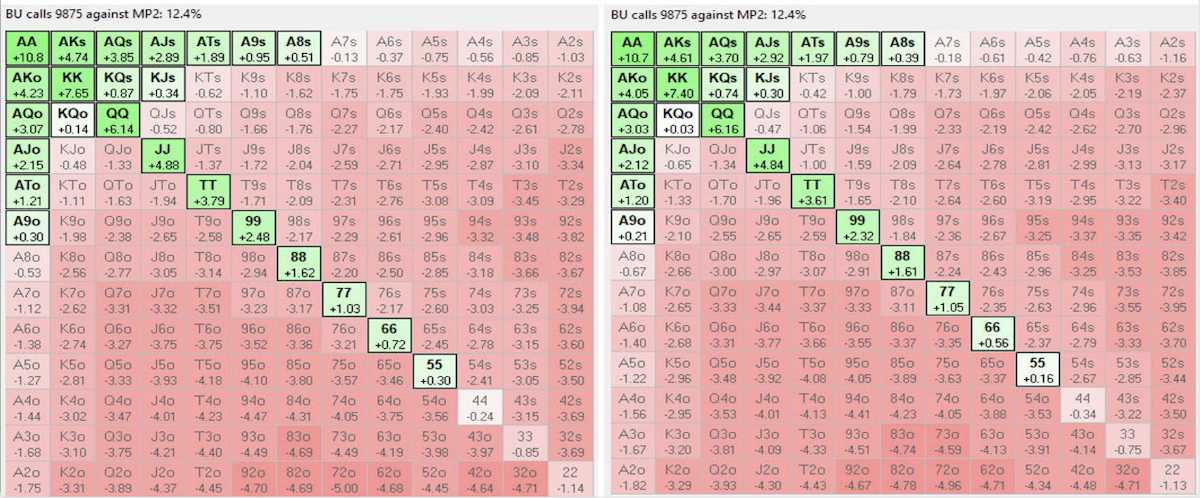 BU calls 9875 against MP2: 12.4%
AA AKs AQs AJs ATs A9s A8s A7s A6s A5s A4s A3s A2s
+10.8 +4.74 +3.85 +2.89 +1.89 +0.95 +0.51 -0.13 -0.37 -0.75 -0.56 -0.85 -1.03
AKo KK KQs KJs KTs K9s K8s K7s K6s K5s K4s K3s K2s
+4.23 +7.65 +0.87 +0.34 -0.62 -1.10 -1.62 -1.75 -1.75 -1.93 -1.99 -2.09 -2.11
AQo KQo QQ QJs QTs Q9s Q8s Q7s Q6s Q5s Q4s Q3s Q2s
+3.07 +0.14 +6.14 -0.52 -0.80 -1.66 -1.76 -2.27 -2.17 -2.40 -2.42 -2.61 -2.78
AJo KJo QJo JJ JTs J9s J8s J7s J6s J5s J4s J3s J2s
+2.15 -0.48 -1.33 +4.88 -1.37 -1.72 -2.04 -2.59 -2.71 -2.95 -2.87 -3.10 -3.34
ATo KTo QTo JTo TT T9s T8s T7s T6s T5s T4s T3s T2s
+1.21 -1.11 -1.63 -1.94 +3.79 -1.71 -2.09 -2.31 -2.76 -3.08 -3.09 -3.45 -3.29
A9o K9o Q9o J9o T9o 99 98s 97s 96s 95s 94s 93s 92s
+0.30 -1.98 -2.38 -2.65 -2.58 +2.48 -2.17 -2.29 -2.61 -2.96 -3.32 -3.48 -3.82
A8o K8o Q8o J8o T8o 98o 88 87s 86s 85s 84s 83s 82s
-0.53 -2.56 -2.77 -3.05 -3.14 -2.94 +1.62 -2.20 -2.50 -2.85 -3.18 -3.66 -3.67
A7o K7o Q7o J7o T7o 97o 87o 77 76s 75s 74s 73s 72s
-1.12 -2.62 -3.31 -3.32 -3.51 -3.23 -3.17 +1.03 -2.17 -2.60 -3.03 -3.25 -3.94
A6o K6o Q6o J6o T6o 96o 86o 76o 66 65s 64s 63s 62s
-1.38 -2.74 -3.27 -3.75 -3.75 -3.52 -3.36 -3.21 +0.72 -2.45 -2.78 -3.15 -3.60
A5o K5o Q5o J5o T5o 95o 85o 75o 65o 55 54s 53s 52s
-1.27 -2.81 -3.33 -3.93 -4.18 -4.10 -3.80 -3.57 -3.46 +0.30 -2.41 -3.05 -3.50
A4o K4o Q4o J4o T4o 94o 84o 74o 64o 54o 44 43s 42s
-1.44 -3.02 -3.47 -4.01 -4.23 -4.47 -4.31 -4.05 -3.75 -3.56 -0.24 -3.15 -3.69
A3o K3o Q3o J3o T3o 93o 83o 73o 63o 53o 43o 33 32s
-1.68 -3.10 -3.75 -4.21 -4.40 -4.49 -4.69 -4.49 -4.19 -3.98 -3.97 -0.85 -3.69
A2o K2o Q2o J2o T2o 92o 82o 72o 62o 52o 42o 32o 22
-1.75 -3.31 -3.89 -4.37 -4.45 -4.70 -4.69 -5.00 -4.68 -4.45 -4.64 -4.71 -1.14
BU calls 9875 against MP2: 12.4%
AA AKs AQs AJs ATs A9s A8s A7s A6s A5s A4s A3s A2s
+10.7 +4.61 +3.70 +2.92 +1.97 +0.79 +0.39 -0.18 -0.61 -0.42 -0.76 -0.63 -1.16
AKo KK KQs KJs KTs K9s K8s K7s K6s K5s K4s K3s K2s
+4.05 +7.40 +0.74 +0.30 -0.42 -1.00 -1.79 -1.73 -1.97 -2.06 -2.05 -2.19 -2.37
AQo KQo QQ QJs QTs Q9s Q8s Q7s Q6s Q5s Q4s Q3s Q2s
+3.03 +0.03 +6.16 -0.47 -1.06 -1.54 -1.99 -2.33 -2.19 -2.42 -2.62 -2.70 -2.96
AJo KJo QJo JJ JTs J9s J8s J7s J6s J5s J4s J3s J2s
+2.12 -0.65 -1.34 +4.84 -1.00 -1.59 -2.09 -2.64 -2.78 -2.81 -2.99 -3.13 -3.17
ATo KTo QTo JTo TT T9s T8s T7s T6s T5s T4s T3s T2s
+1.20 -1.33 -1.70 -1.96 +3.61 -1.65 -2.10 -2.64 -2.60 -3.19 -2.95 -3.22 -3.40
A9o K9o Q9o J9o T9o 99 98s 97s 96s 95s 94s 93s 92s
+0.21 -2.10 -2.55 -2.65 -2.59 +2.32 -1.84 -2.36 -2.67 -3.25 -3.37 -3.35 -3.42
A8o K8o Q8o J8o T8o 98o 88 87s 86s 85s 84s 83s 82s
-0.67 -2.66 -3.00 -2.97 -3.07 -2.91 +1.61 -2.24 -2.43 -2.96 -3.25 -3.53 -3.85
A7o K7o Q7o J7o T7o 97o 87o 77 76s 75s 74s 73s 72s
-1.08 -2.65 -3.33 -3.44 -3.37 -3.33 -3.11 +1.05 -2.35 -2.63 -2.96 -3.55 -3.95
A6o K6o Q6o J6o T6o 96o 86o 76o 66 65s 64s 63s 62s
-1.40 -2.68 -3.31 -3.77 -3.66 -3.55 -3.37 -3.35 +0.56 -2.37 -2.79 -3.33 -3.70
A5o K5o Q5o J5o T5o 95o 85o 75o 65o 55 54s 53s 52s
-1.22 -2.96 -3.48 -3.92 -4.08 -4.05 -3.89 -3.63 -3.37 +0.16 -2.67 -2.85 -3.44
A4o K4o Q4o J4o T4o 94o 84o 74o 64o 54o 44 43s 42s
-1.56 -2.95 -3.53 -4.01 -4.13 -4.41 -4.23 -4.05 -3.88 -3.53 -0.34 -3.22 -3.50
A3o K3o Q3o J3o T3o 93o 83o 73o 63o 53o 43o 33 32s
-1.67 -3.20 -3.81 -4.09 -4.33 -4.51 -4.74 -4.59 -4.13 -3.91 -4.14 -0.75 -3.67
A2o K2o Q2o J2o T2o 92o 82o 72o 62o 52o 42o 32o 22
-1.82 -3.29 -3.93 -4.30 -4.44 -4.67 -4.78 -4.96 -4.71 -4.34 -4.48 -4.71 -1.13